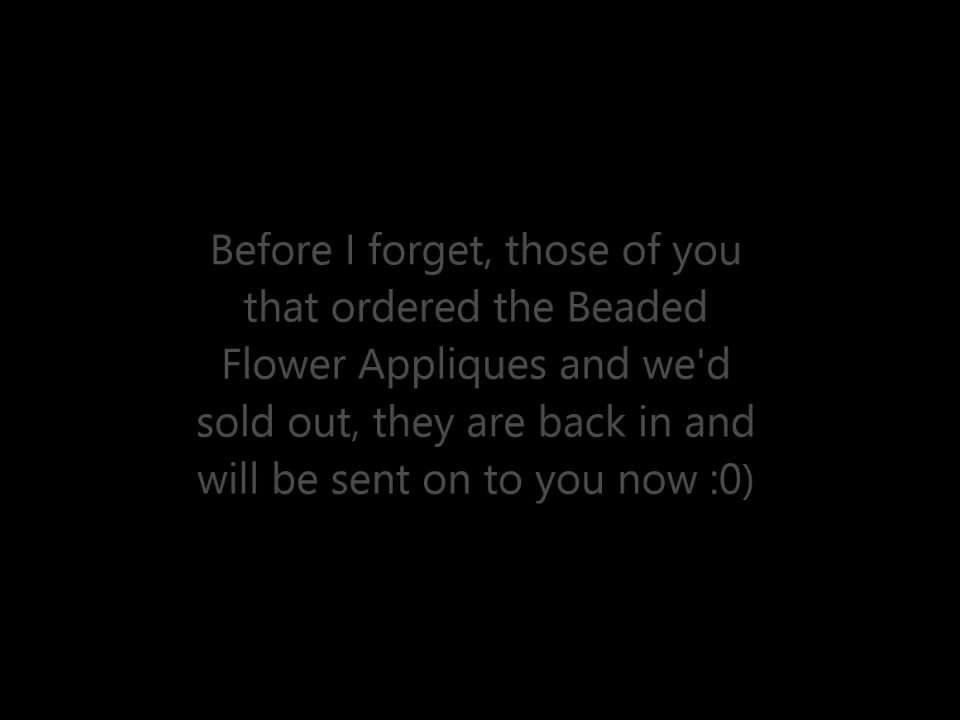 Before I forget, those of you
that ordered the Beaded
Flower Appliques and we'd
sold out, they are back in and
will be sent on to you now :0)